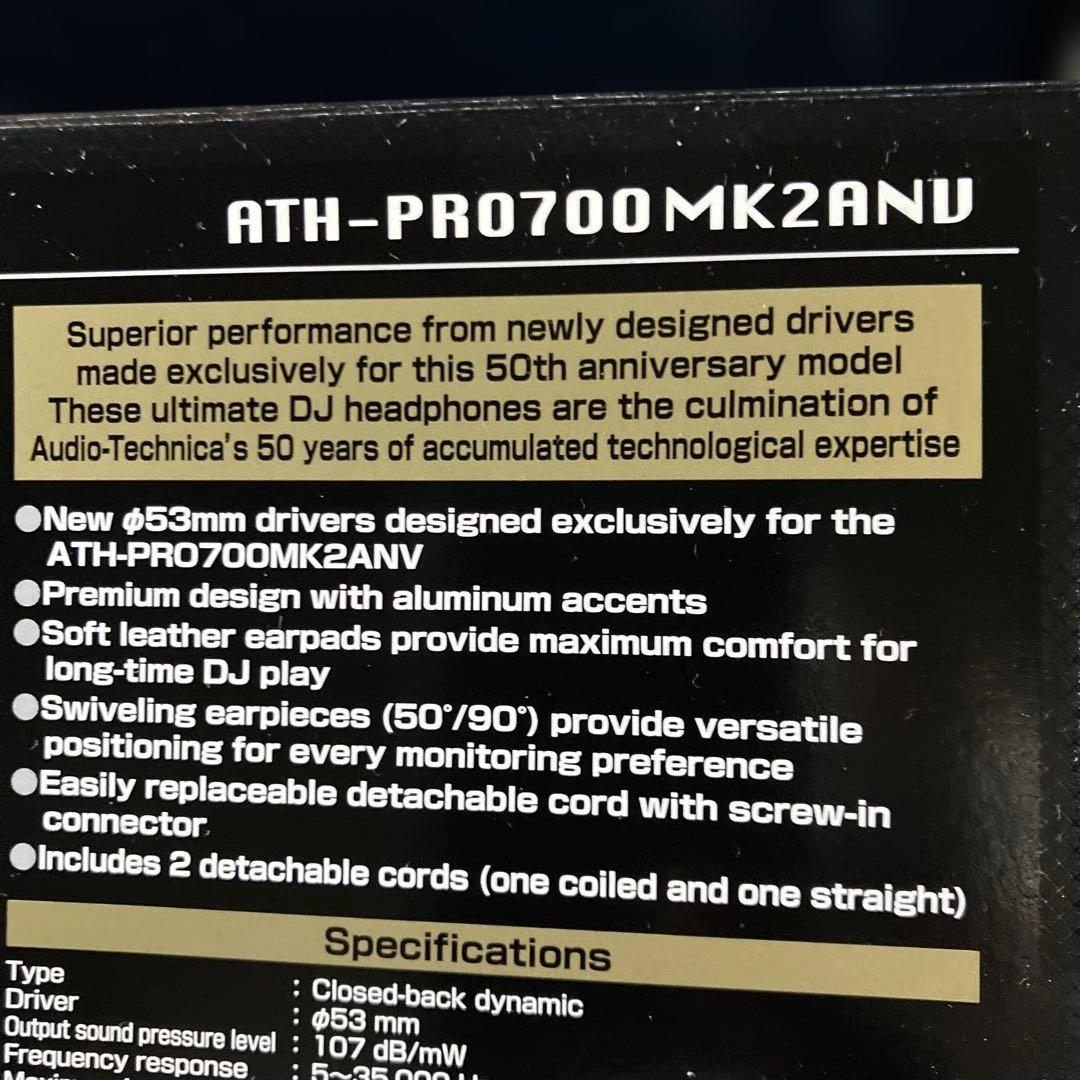 ATH-PRO700MK2ANV
Superior performance from newly designed drivers
made exclusively for this 50th anniversary model
These ultimate DJ headphones are the culmination of
Audio-Technica's 50 years of accumulated technological expertise
●New φ53mm drivers designed exclusively for the
ATH-PRO700MK2ANV
●Premium design with aluminum accents
●Soft leather earpads provide maximum comfort for
long-time DJ play
●Swiveling earpieces (50°/90°) provide versatile
positioning for every monitoring preference
●Easily replaceable detachable cord with screw-in
connector
●Includes 2 detachable cords (one coiled and one straight)
Specifications
Type : Closed-back dynamic
Driver : φ53 mm
Output sound pressure level : 107 dB/mW
Frequency response : 5~35,000